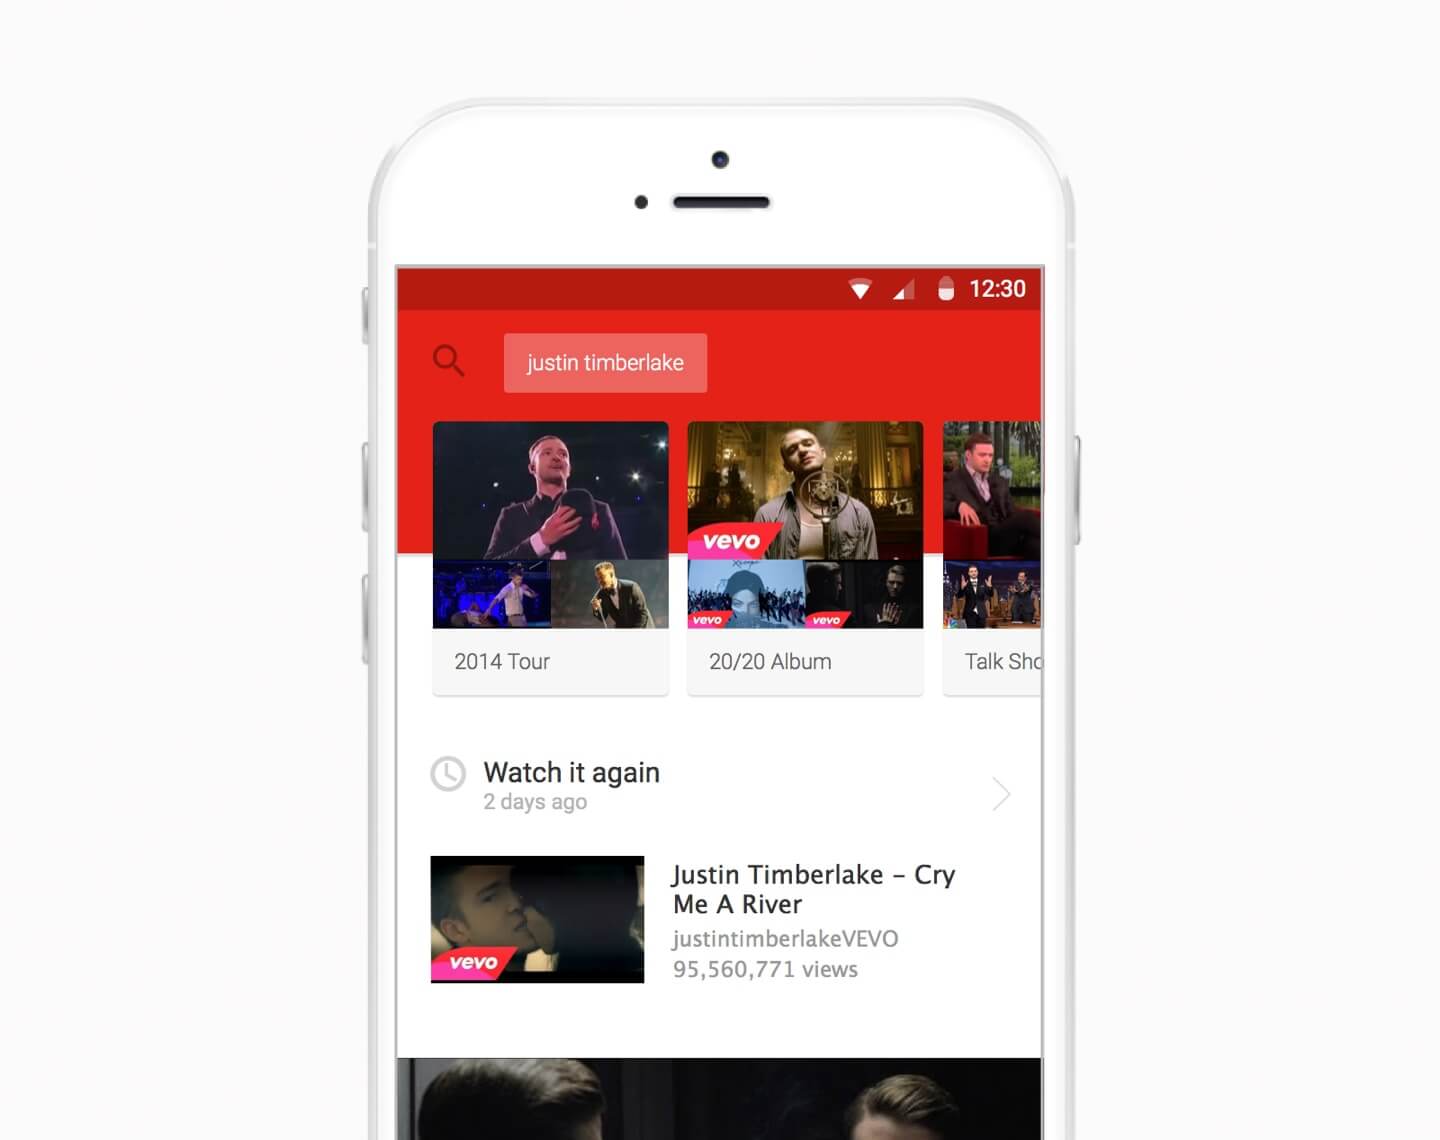 12:30
justin timberlake
vevo
vevo
vevo
2014 Tour
20/20 Album
Talk Sho
Watch it again
2 days ago
Justin Timberlake - Cry
Me A River
justintimberlakeVEVO
95,560,771 views
vevo